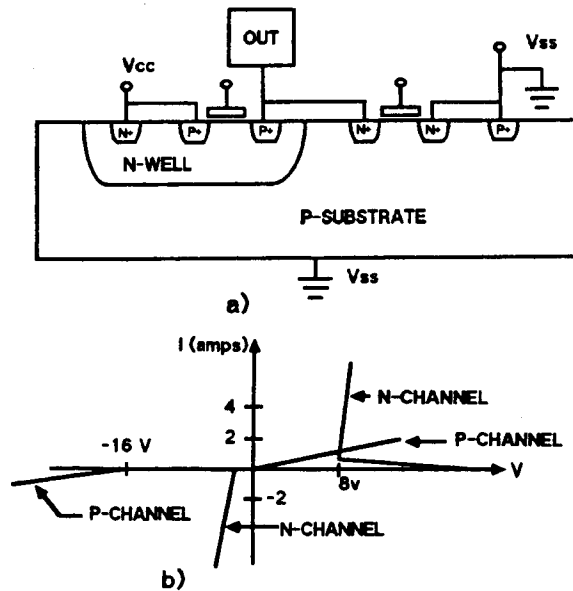 OUT
Vcc
Vss
N+
P+
P+
N+
N+
P+
N-WELL
P-SUBSTRATE
Vss
a)
I (amps)
4
2
N-CHANNEL
P-CHANNEL
-16 V
V
8v
-2
P-CHANNEL
N-CHANNEL
b)